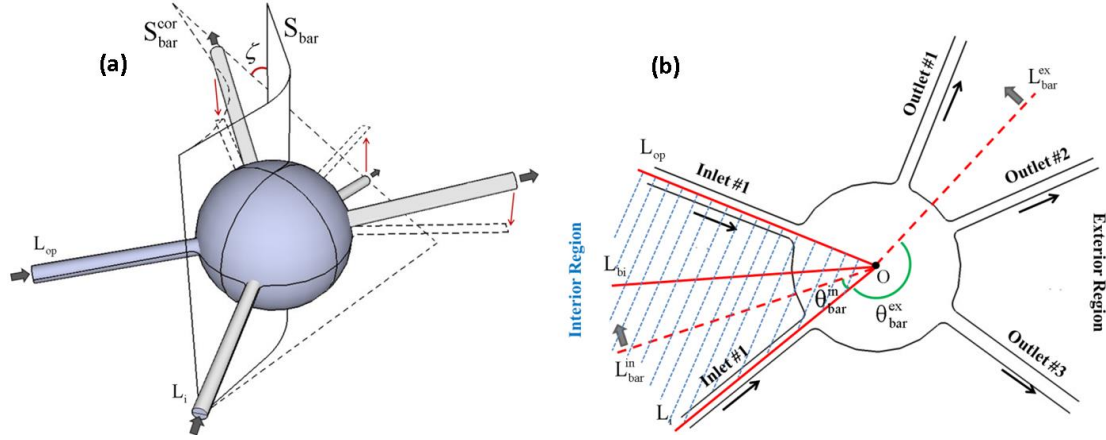 (a)
S_bar^cor
S_bar
ζ
L_op
L_i
(b)
Outlet #1
L_bar^ex
L_op
Inlet #1
Outlet #2
Interior Region
L_bi
O
θ_bar^in
θ_bar^ex
Exterior Region
L_bar^in
Inlet #1
Outlet #3
L_i